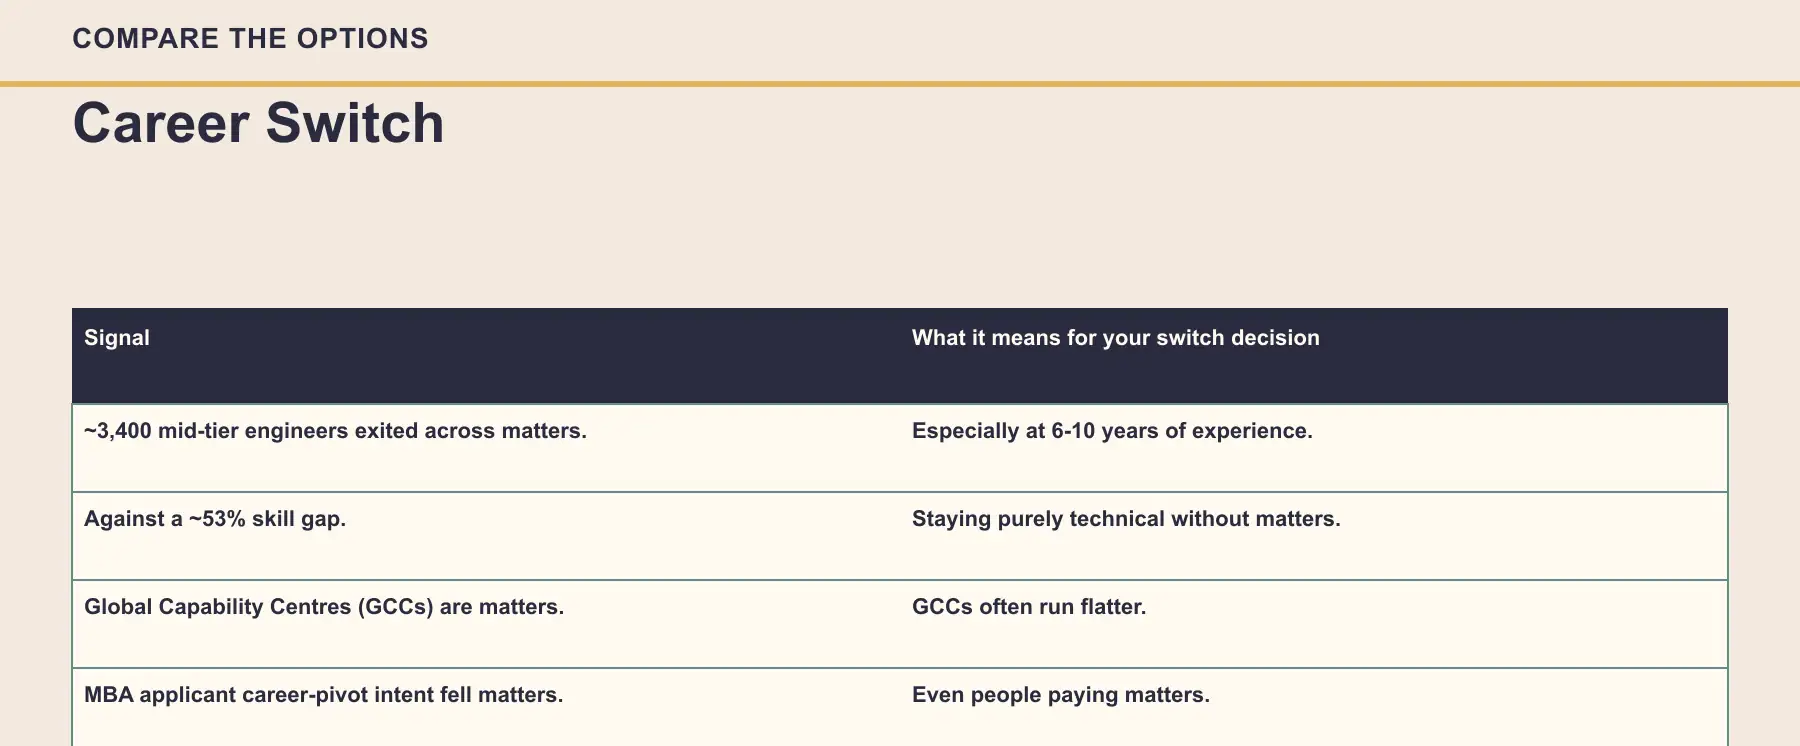 COMPARE THE OPTIONS
Career Switch
Signal
What it means for your switch decision
~3,400 mid-tier engineers exited across matters.
Especially at 6-10 years of experience.
Against a ~53% skill gap.
Staying purely technical without matters.
Global Capability Centres (GCCs) are matters.
GCCs often run flatter.
MBA applicant career-pivot intent fell matters.
Even people paying matters.